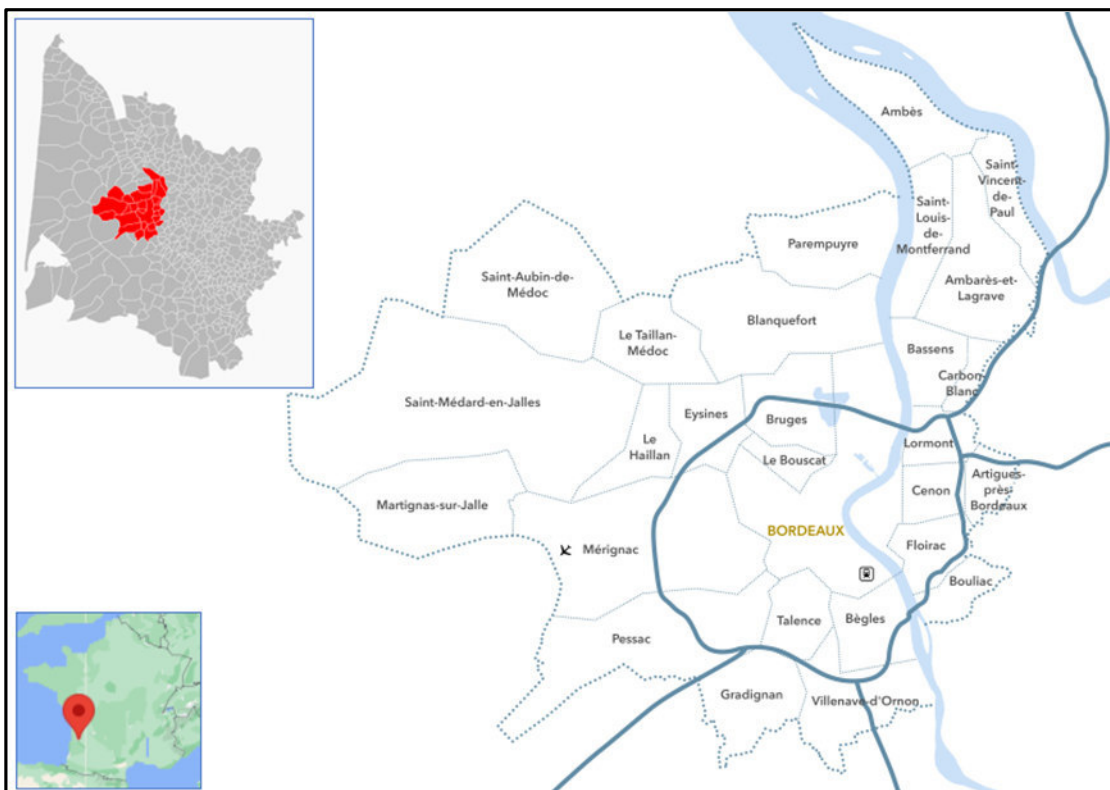 Ambès
Saint-
Vincent-
de-
Paul
Saint-
Louis-
de-
Montferrand
Parempuyre
Saint-Aubin-de-
Médoc
Ambarès-et-
Lagrave
Le Taillan-
Médoc
Blanquefort
Bassens
Carbon-
Blanc
Saint-Médard-en-Jalles
Eysines
Bruges
Le
Haillan
Lormont
Le Bouscat
Artigues-
près-
Bordeaux
Cenon
Martignas-sur-Jalle
BORDEAUX
Mérignac
Floirac
Bouliac
Talence
Bègles
Pessac
Gradignan
Villenave-d'Ornon